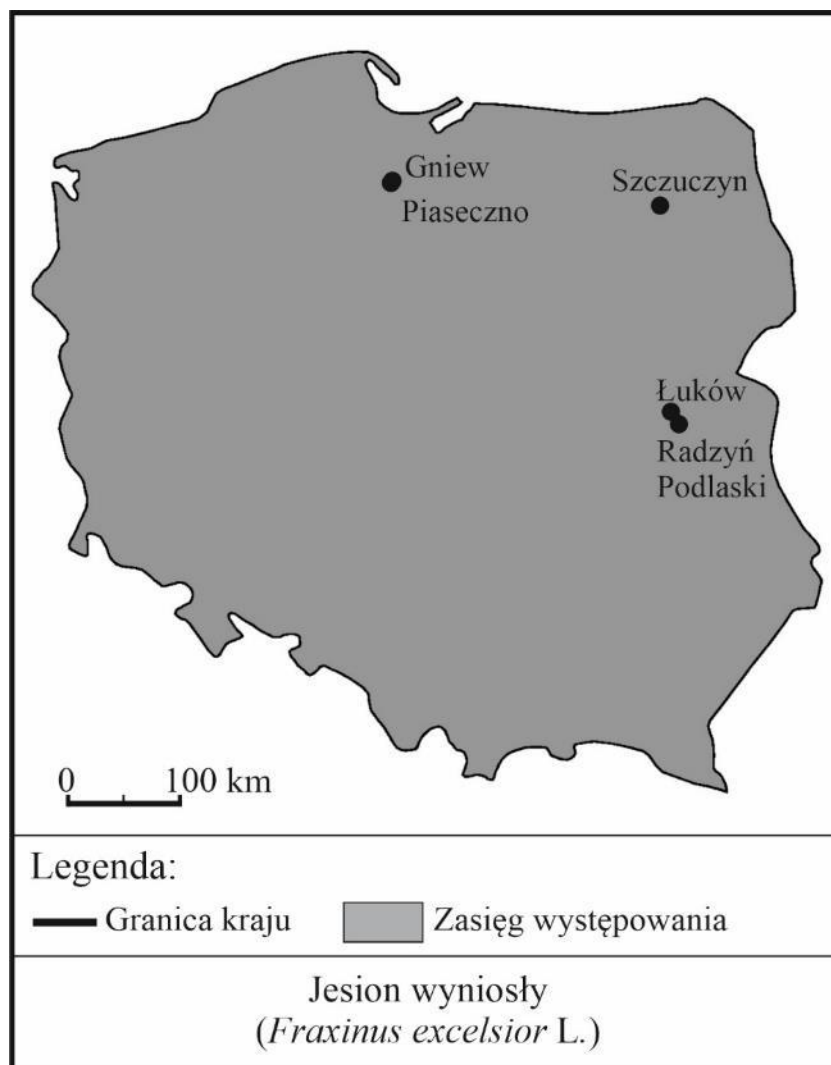 Gniew
Piaseczno
Szczuczyn
Łuków
Radzyń
Podlaski
0 100 km
Legenda:
Granica kraju
Zasięg występowania
Jesion wyniosły
(Fraxinus excelsior L.)